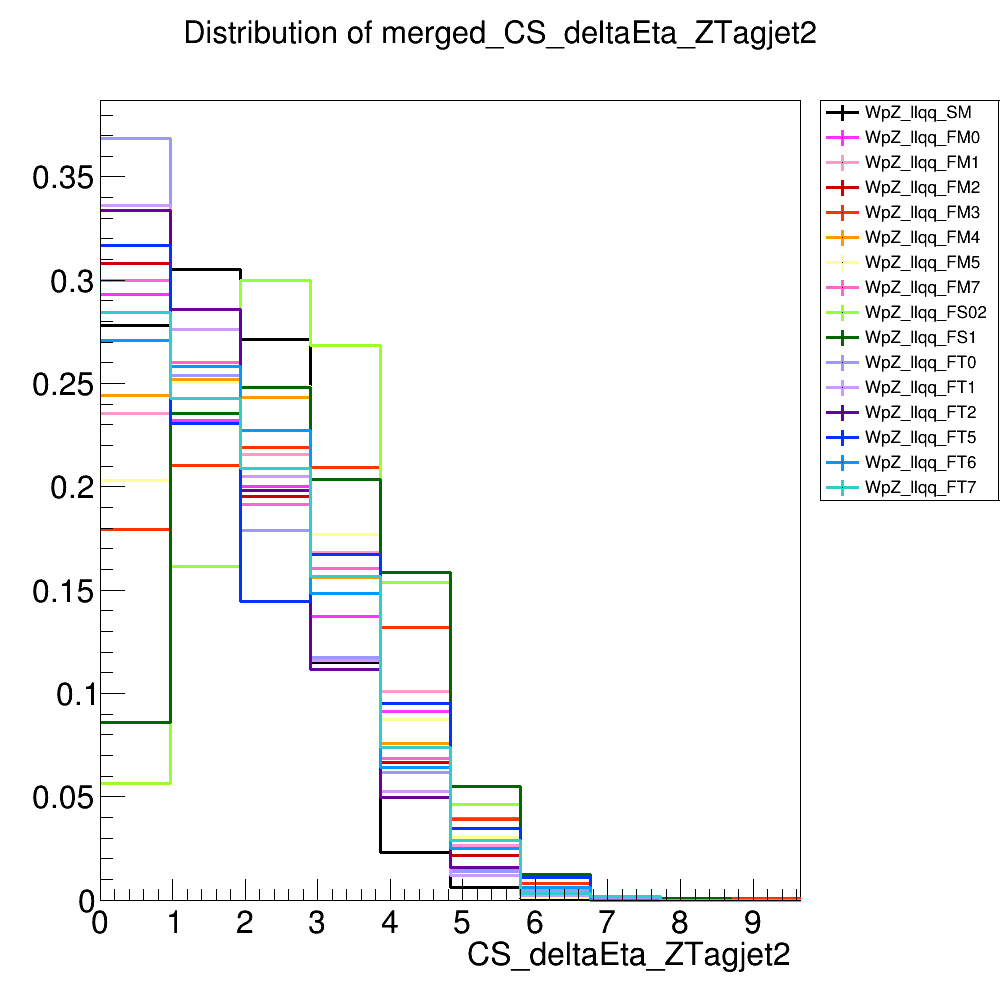 Distribution of merged_CS_deltaEta_ZTagjet2
WpZ_llqq_SM
WpZ_llqq_FM0
WpZ_llqq_FM1
WpZ_llqq_FM2
WpZ_llqq_FM3
WpZ_llqq_FM4
WpZ_llqq_FM5
WpZ_llqq_FM7
WpZ_llqq_FS02
WpZ_llqq_FS1
WpZ_llqq_FT0
WpZ_llqq_FT1
WpZ_llqq_FT2
WpZ_llqq_FT5
WpZ_llqq_FT6
WpZ_llqq_FT7
0.35
0.3
0.25
0.2
0.15
0.1
0.05
0
0 1 2 3 4 5 6 7 8 9
CS_deltaEta_ZTagjet2